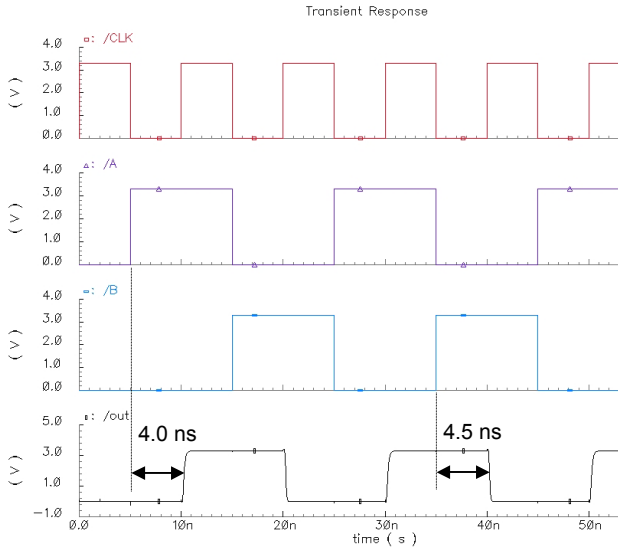 Transient Response
▫: /CLK
4.0
3.0
2.0
1.0
0.0
( V )
▵: /A
4.0
3.0
2.0
1.0
0.0
( V )
-: /B
4.0
3.0
2.0
1.0
0.0
( V )
▯: /out
5.0
3.0
1.0
-1.0
( V )
4.0 ns
4.5 ns
0.0 10n 20n 30n 40n 50n
time ( s )